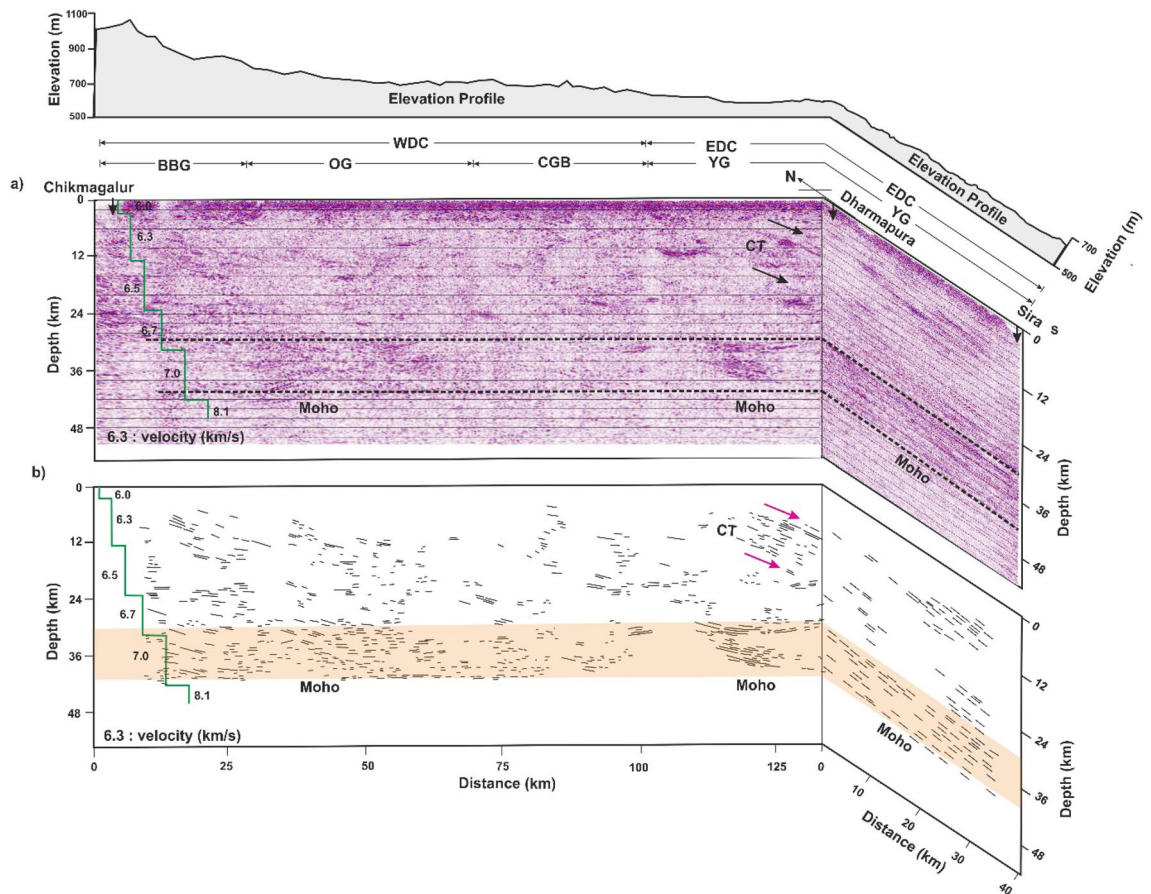 1100
900
700
500
Elevation (m)
Elevation Profile
Elevation Profile
700
500
Elevation (m)
WDC
EDC
EDC
BBG
OG
CGB
YG
YG
a)
Chikmagalur
N
Dharmapura
Sira
S
0
12
24
36
48
Depth (km)
6.0
6.3
6.5
6.7
7.0
8.1
CT
Moho
Moho
Moho
6.3 : velocity (km/s)
0
12
24
36
48
Depth (km)
b)
0
12
24
36
48
Depth (km)
6.0
6.3
6.5
6.7
7.0
8.1
CT
Moho
Moho
Moho
6.3 : velocity (km/s)
0
12
24
36
48
Depth (km)
0
25
50
75
100
125
0
Distance (km)
10
20
30
40
Distance (km)